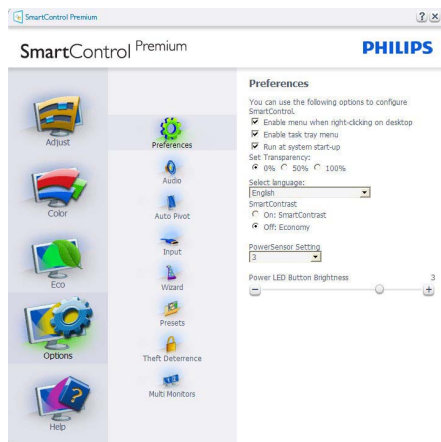 SmartControl Premium
SmartControl Premium
PHILIPS
Adjust
Color
Eco
Options
Help
Preferences
Audio
Auto Pivot
Input
Wizard
Presets
Theft Deterrence
Multi Monitors
Preferences
You can use the following options to configure
SmartControl.
Enable menu when right-clicking on desktop
Enable task tray menu
Run at system start-up
Set Transparency:
0% 50% 100%
Select language:
English
SmartContrast
On: SmartContrast
Off: Economy
PowerSensor Setting
3
Power LED Button Brightness 3